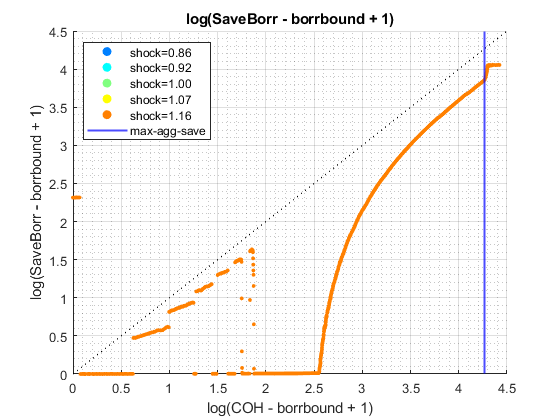 log(SaveBorr - borrbound + 1)
4.5
4
3.5
3
2.5
2
1.5
1
0.5
0
log(SaveBorr - borrbound + 1)
shock=0.86
shock=0.92
shock=1.00
shock=1.07
shock=1.16
max-agg-save
0 0.5 1 1.5 2 2.5 3 3.5 4 4.5
log(COH - borrbound + 1)